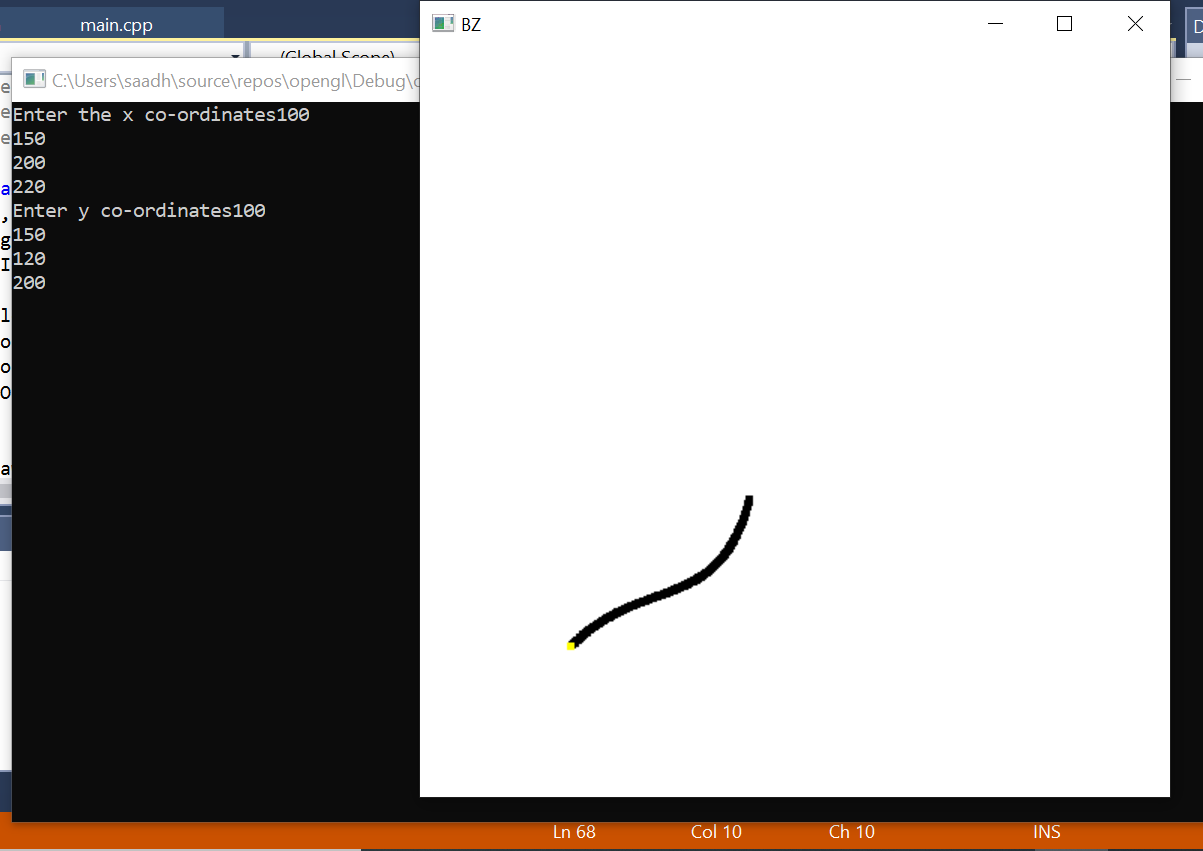 main.cpp
BZ
(Global Scope)
C:\Users\saadh\source\repos\opengl\Debug\
Enter the x co-ordinates100
150
200
220
Enter y co-ordinates100
150
120
200
Ln 68 Col 10 Ch 10 INS